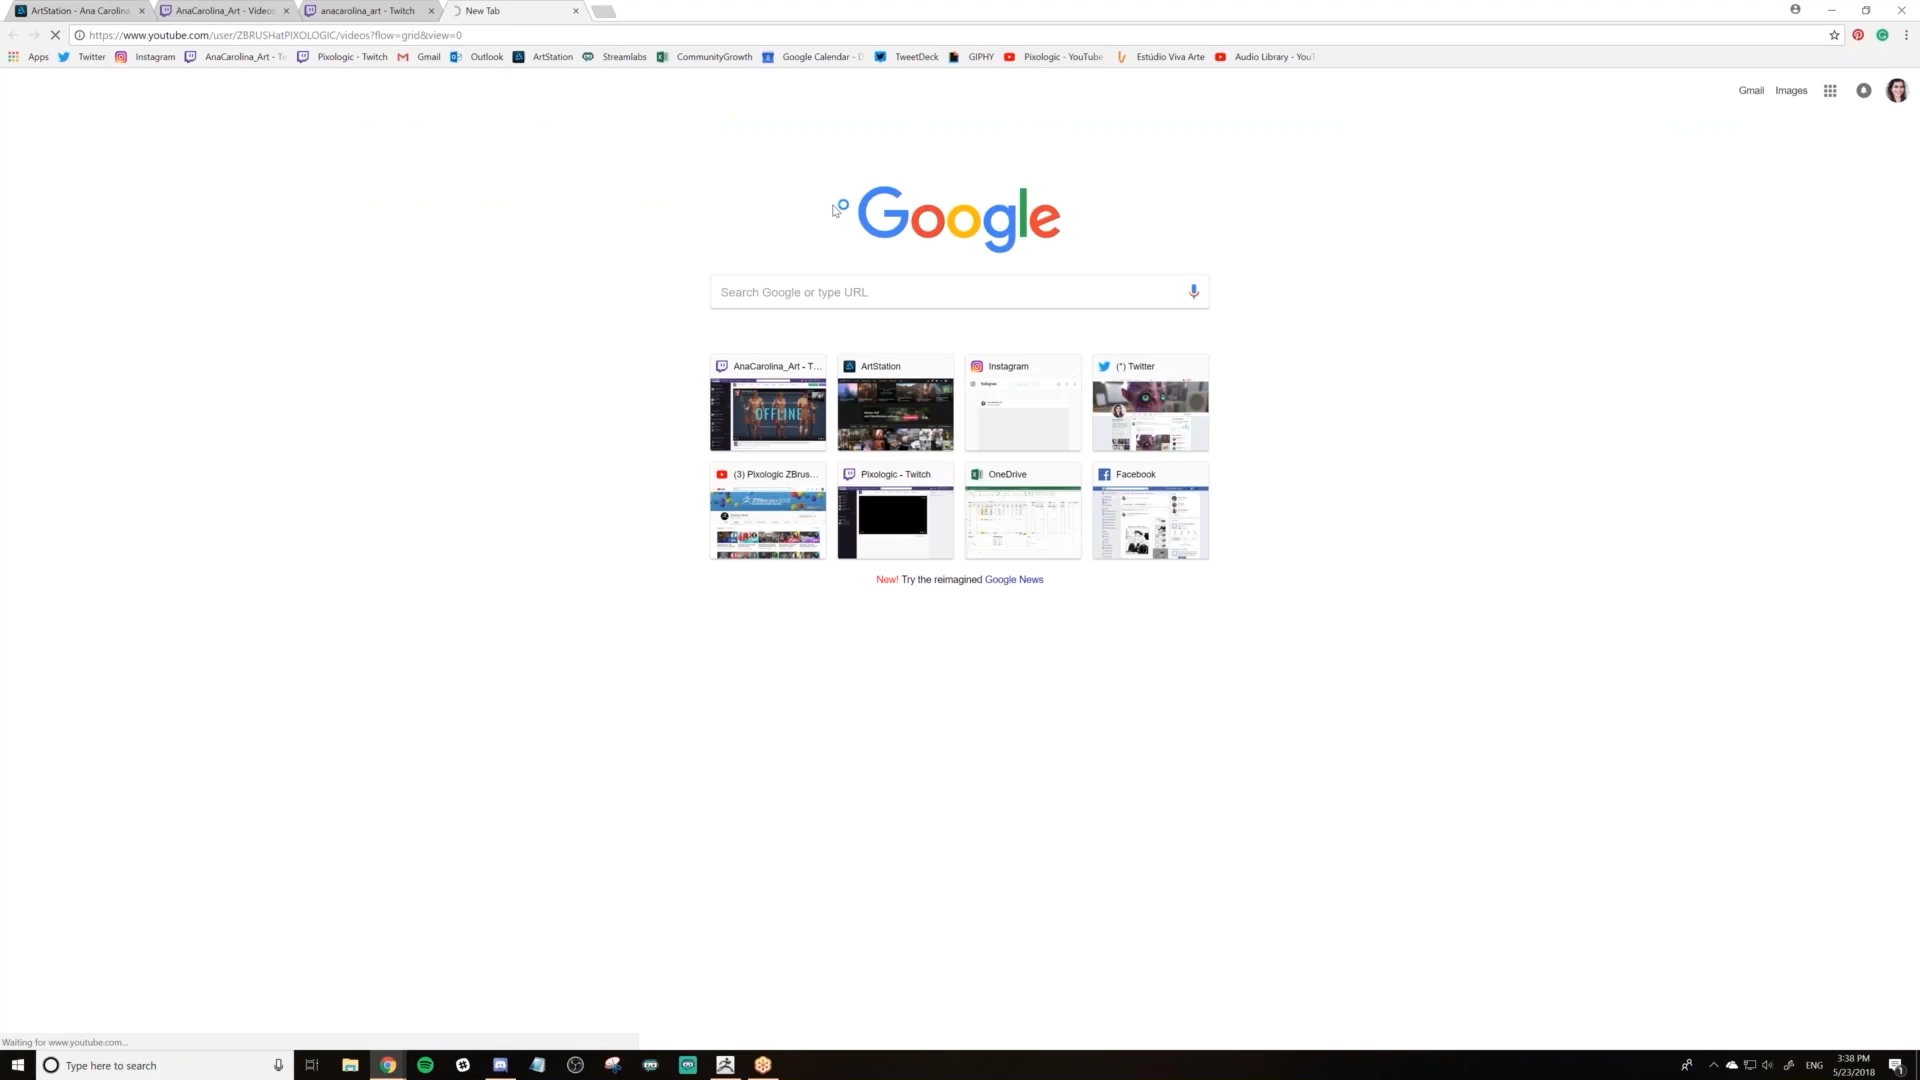 ArtStation - Ana Carolina
AnaCarolina_Art - Videos
anacarolina_art - Twitch
New Tab
https://www.youtube.com/user/ZBRUSHatPIXOLOGIC/videos?flow=grid&view=0
Apps
Twitter
Instagram
AnaCarolina_Art - Tw
Pixologic - Twitch
Gmail
Outlook
ArtStation
Streamlabs
CommunityGrowth
Google Calendar - 
TweetDeck
GIPHY
Pixologic - YouTube
Estúdio Viva Arte
Audio Library - YouT
Gmail
Images
Google
Search Google or type URL
AnaCarolina_Art - T...
ArtStation
Instagram
(*) Twitter
OFFLINE
(3) Pixologic ZBrus...
Pixologic - Twitch
OneDrive
Facebook
New! Try the reimagined Google News
Waiting for www.youtube.com...
Type here to search
ENG
3:38 PM
5/23/2018